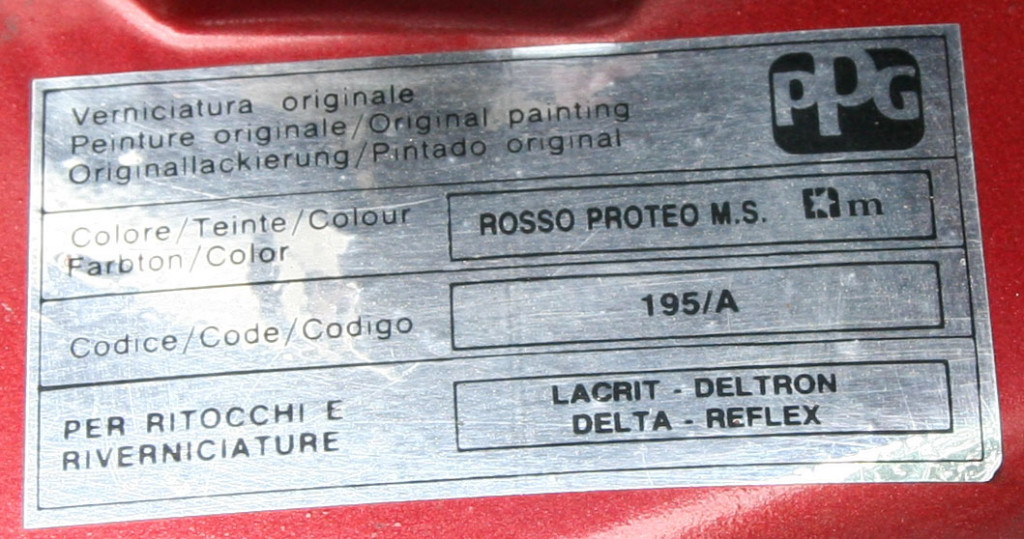 Verniciatura originale
Peinture originale/Original painting
Originallackierung/Pintado original
PPG
Colore/Teinte/Colour
Farbton/Color
ROSSO PROTEO M.S. m
Codice/Code/Codigo
195/A
PER RITOCCHI E
RIVERNICIATURE
LACRIT - DELTRON
DELTA - REFLEX